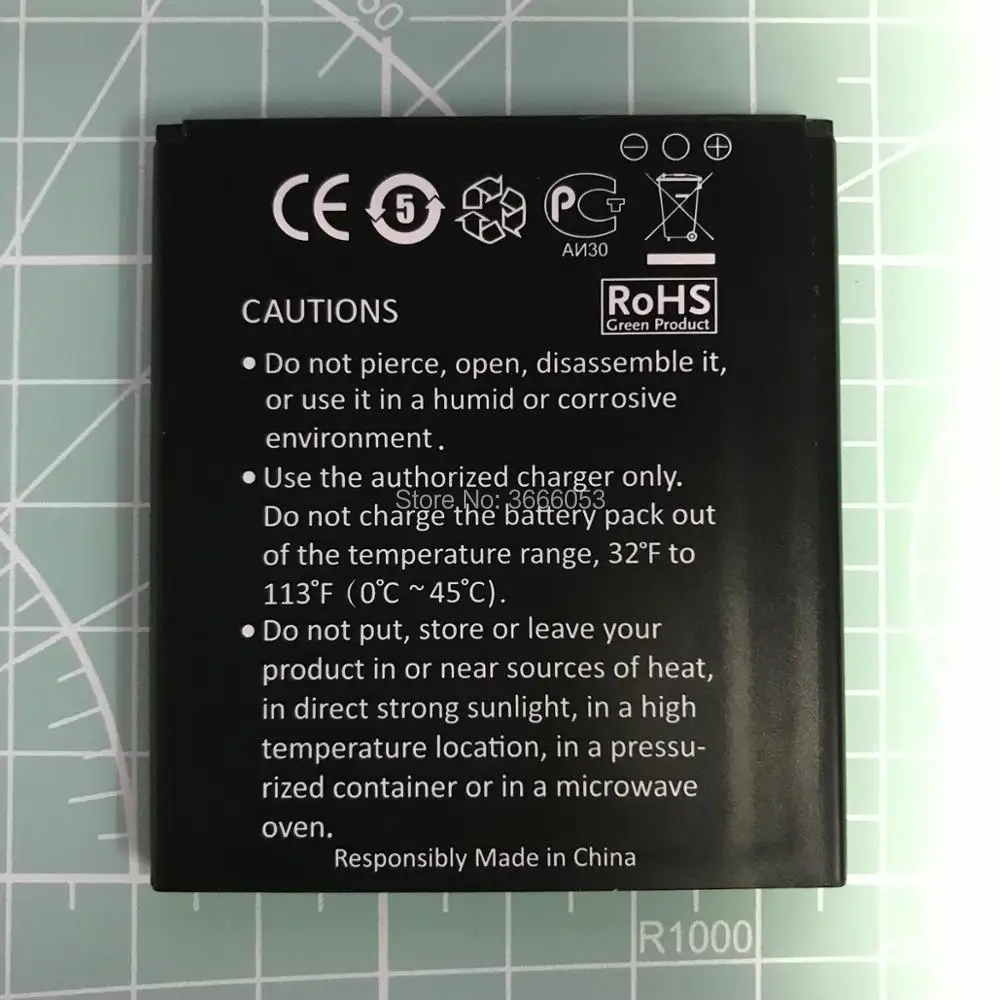 60
CE 5 PCT
АИ30
RoHS
Green Product
CAUTIONS
• Do not pierce, open, disassemble it,
or use it in a humid or corrosive
environment .
• Use the authorized charger only.
Store No: 3666053
Do not charge the battery pack out
of the temperature range, 32°F to
113°F (0°C ~45°C).
• Do not put, store or leave your
product in or near sources of heat,
in direct strong sunlight, in a high
temperature location, in a pressu-
rized container or in a microwave
oven.
Responsibly Made in China
R1000